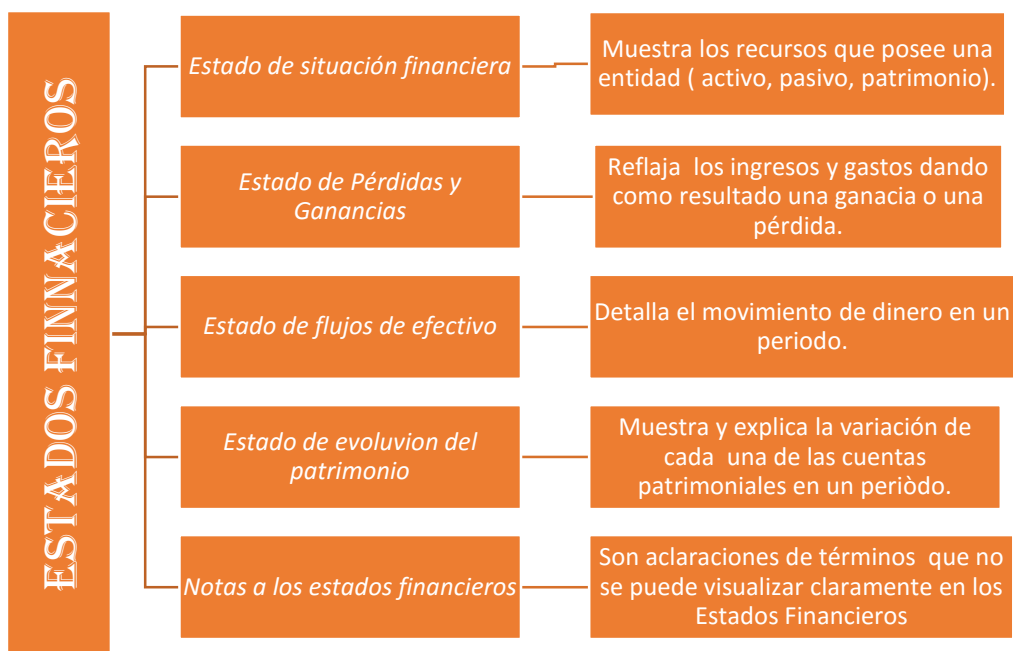 ESTADOS FINNACIEROS
Estado de situación financiera
Muestra los recursos que posee una
entidad ( activo, pasivo, patrimonio).
Estado de Pérdidas y
Ganancias
Reflaja  los ingresos y gastos dando
como resultado una ganacia o una
pérdida.
Estado de flujos de efectivo
Detalla el movimiento de dinero en un
periodo.
Estado de evoluvion del
patrimonio
Muestra y explica la variación de
cada  una de las cuentas
patrimoniales en un periòdo.
Notas a los estados financieros
Son aclaraciones de términos  que no
se puede visualizar claramente en los
Estados Financieros